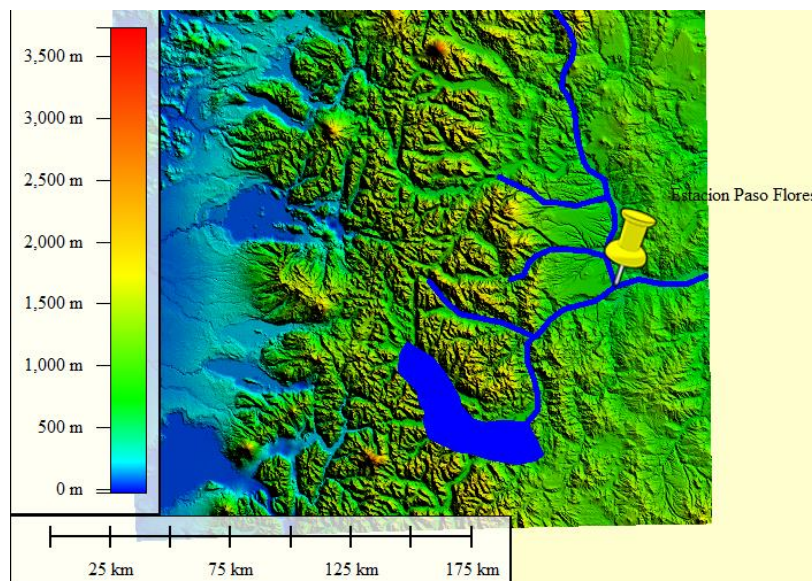 3,500 m
3,000 m
2,500 m
Estacion Paso Flores
2,000 m
1,500 m
1,000 m
500 m
0 m
25 km 75 km 125 km 175 km